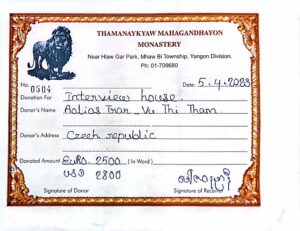 THAMANAYKYAW MAHAGANDHAYON
MONASTERY
Near Hlaw Gar Park, Mhaw Bi Township, Yangon Division.
Ph: 01-709680
No 0504
Date: 5.4.2023
Donation For Interview house.
Donor's Name Aolias Tran _ Vu Thi Tham.
Donor's Address Czech republic
Donated Amount Euro 2500 (In Word)
USD 2800
Signature of Donor
Signature of Receiver